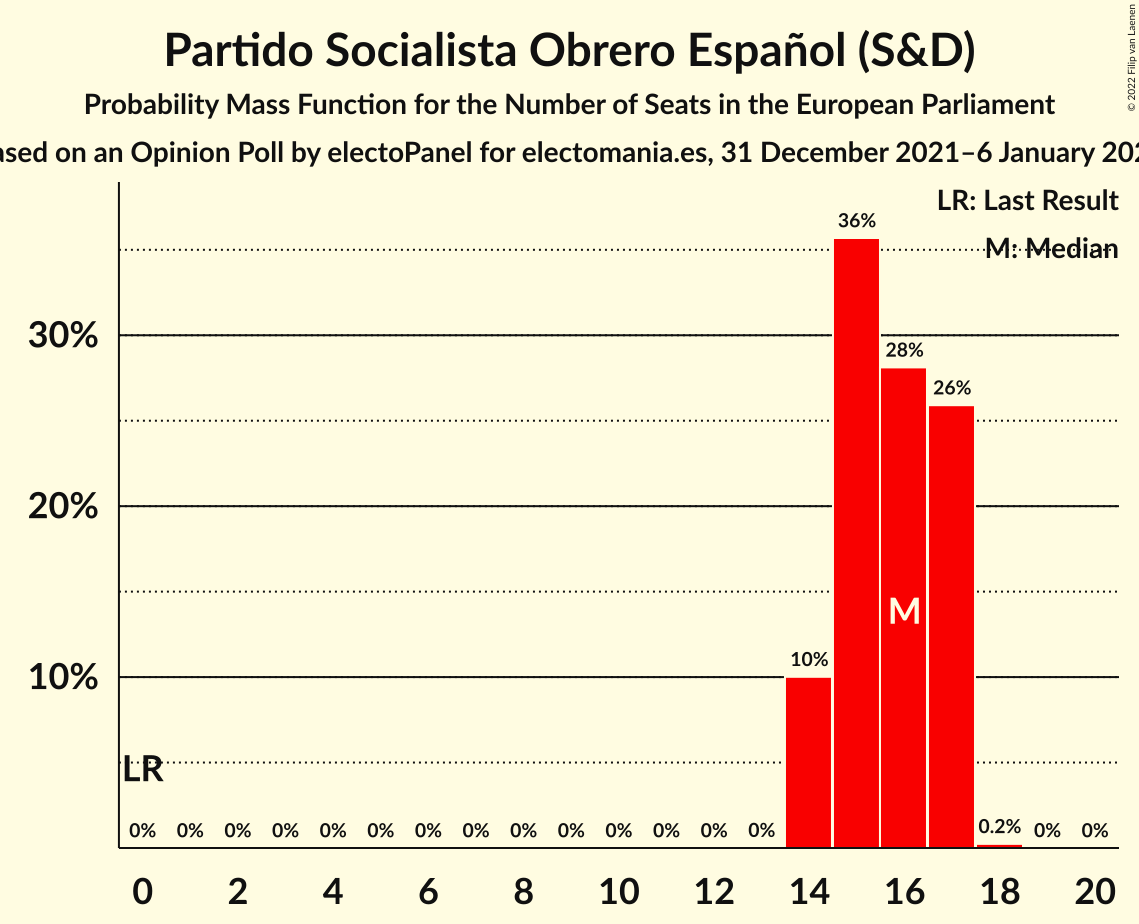 Partido Socialista Obrero Español (S&D)
Probability Mass Function for the Number of Seats in the European Parliament
on an Opinion Poll by electoPanel for electomania.es, 31 December 2021–6 January
© 2022 Filip van Laenen
LR: Last Result
M: Median
36%
30%
28%
26%
20%
M
10%
10%
LR
0% 0% 0% 0% 0% 0% 0% 0% 0% 0% 0% 0% 0% 0% 0.2% 0% 0%
0 2 4 6 8 10 12 14 16 18 20